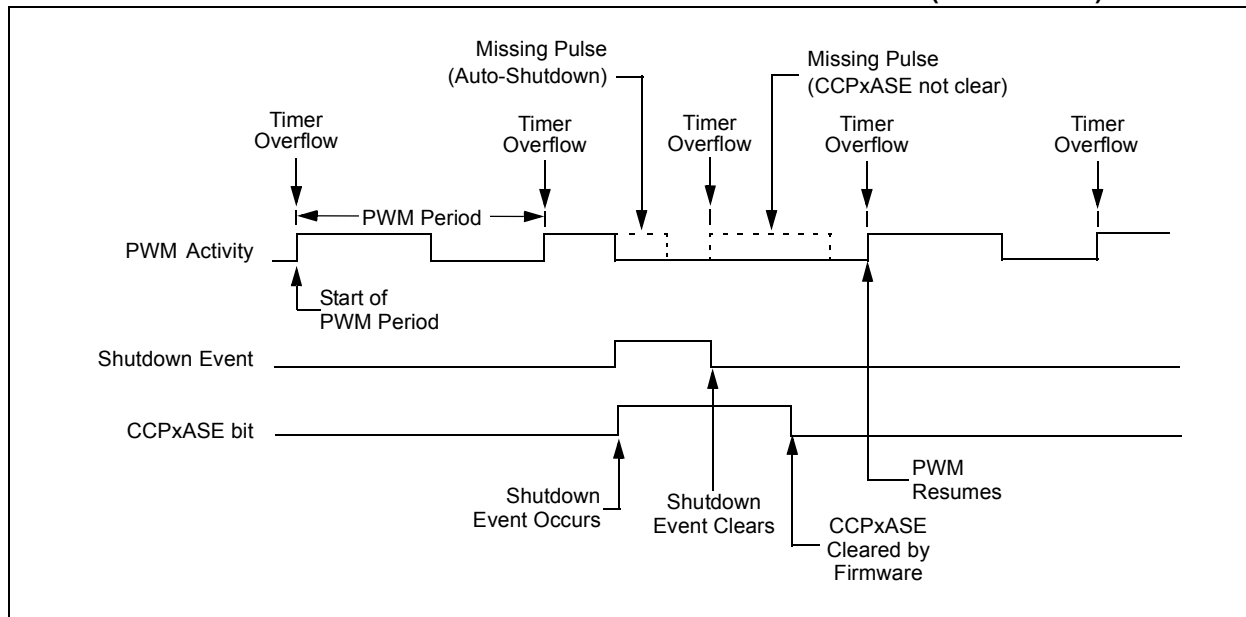 Missing Pulse
(Auto-Shutdown)
Missing Pulse
(CCPxASE not clear)
Timer
Overflow
Timer
Overflow
Timer
Overflow
Timer
Overflow
Timer
Overflow
PWM Period
PWM Activity
Start of
PWM Period
Shutdown Event
CCPxASE bit
Shutdown
Event Occurs
Shutdown
Event Clears
CCPxASE
Cleared by
Firmware
PWM
Resumes